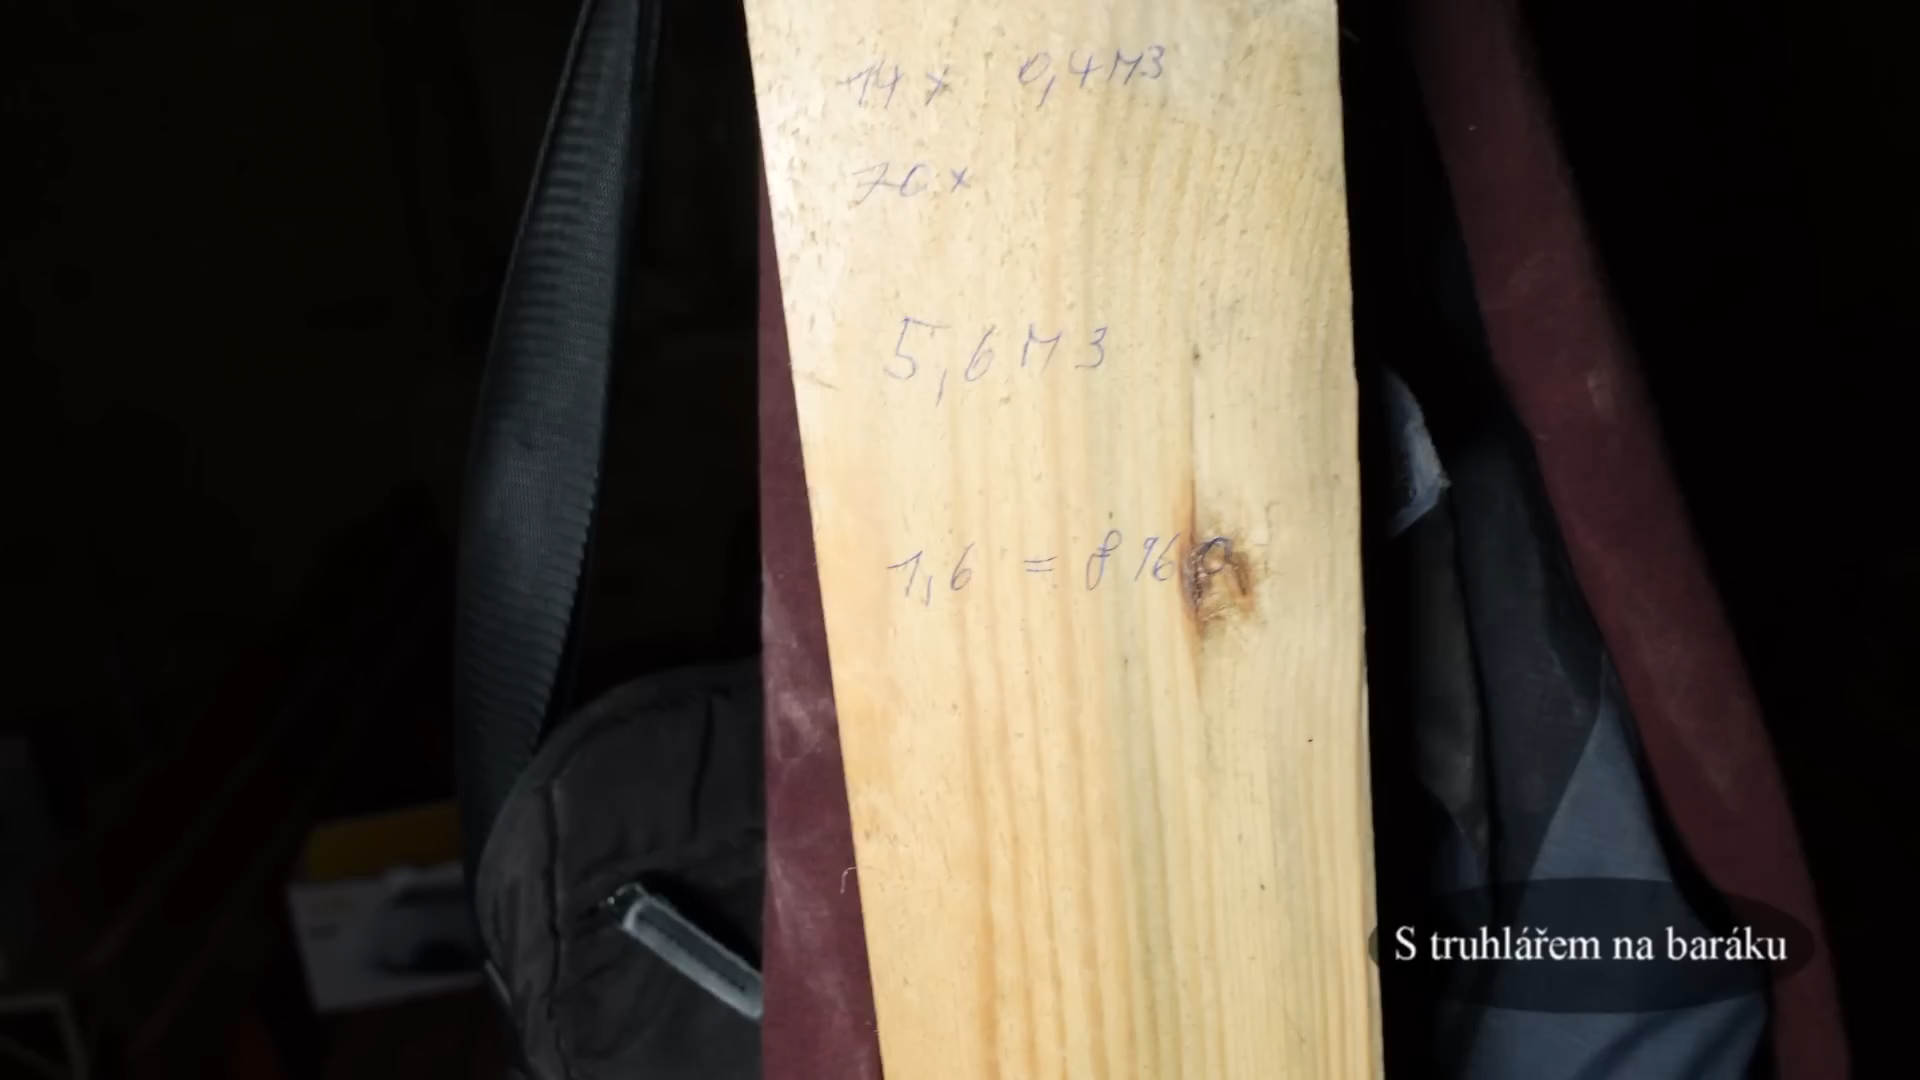 14 x 0,4 M3
70 x
5,6 M3
1,6 = 8960
S truhlářem na baráku